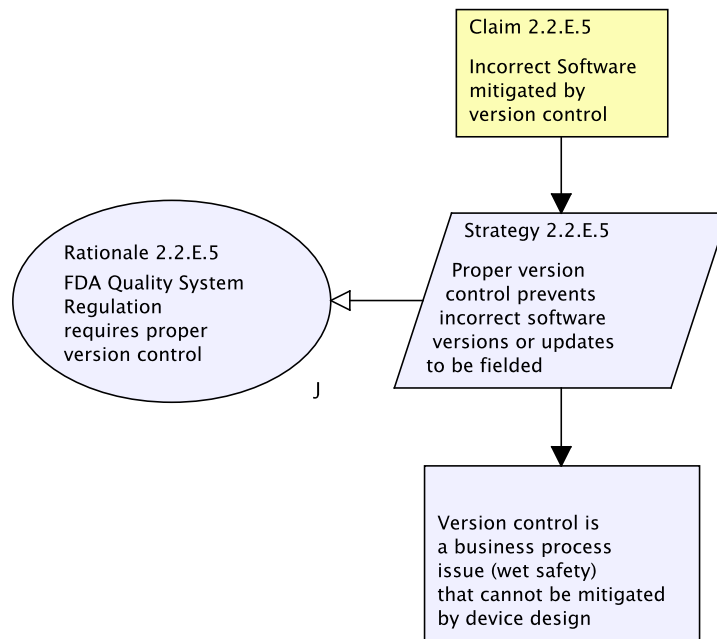 Claim 2.2.E.5
Incorrect Software
mitigated by
version control
Strategy 2.2.E.5
Proper version
control prevents
incorrect software
versions or updates
to be fielded
Rationale 2.2.E.5
FDA Quality System
Regulation
requires proper
version control
J
Version control is
a business process
issue (wet safety)
that cannot be mitigated
by device design